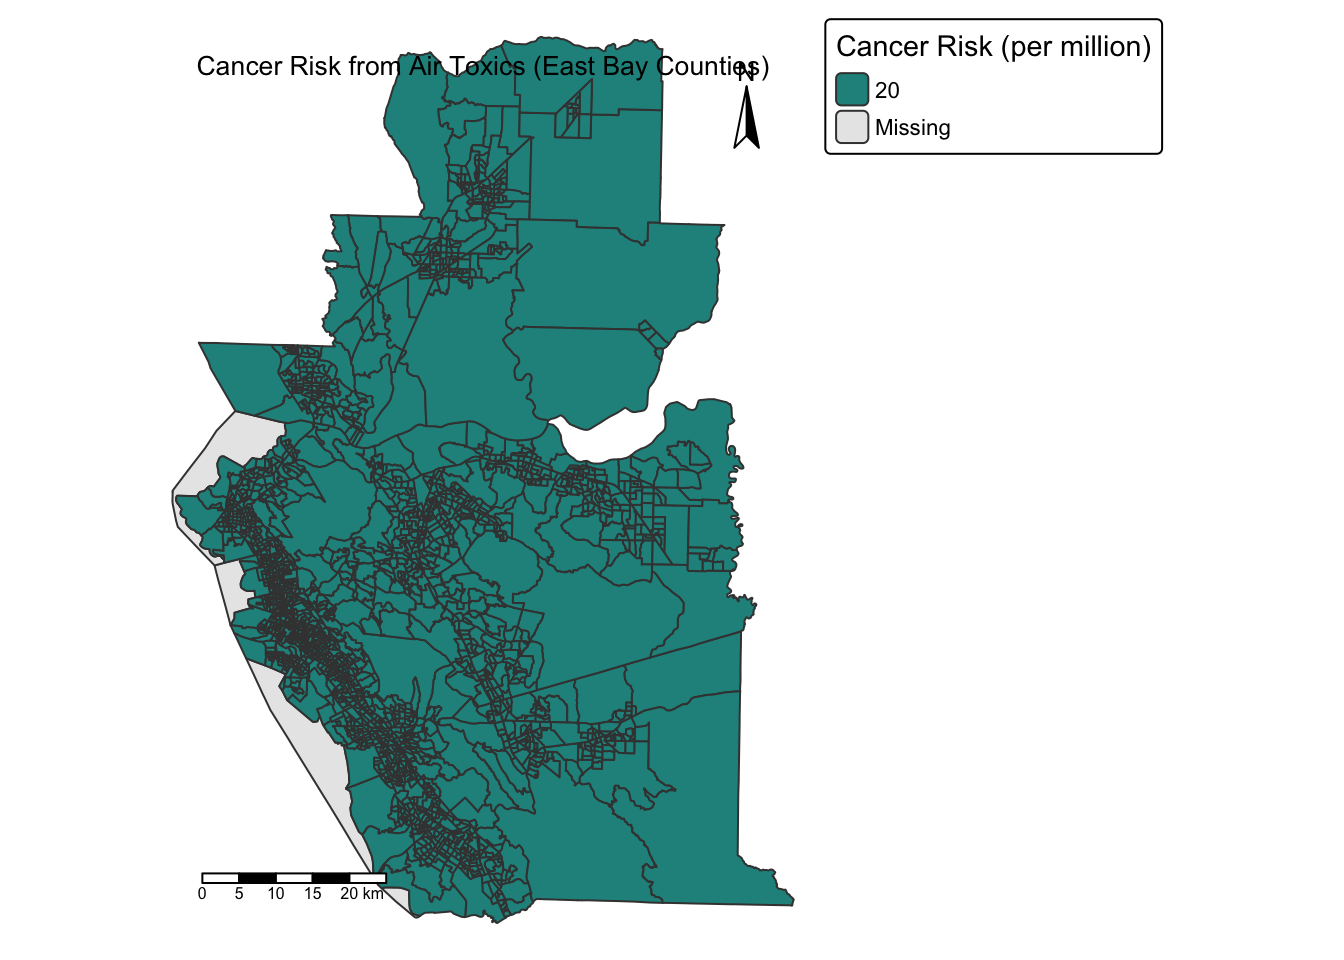 Cancer Risk from Air Toxics (East Bay Counties)
N
Cancer Risk (per million)
20
Missing
0 5 10 15 20 km